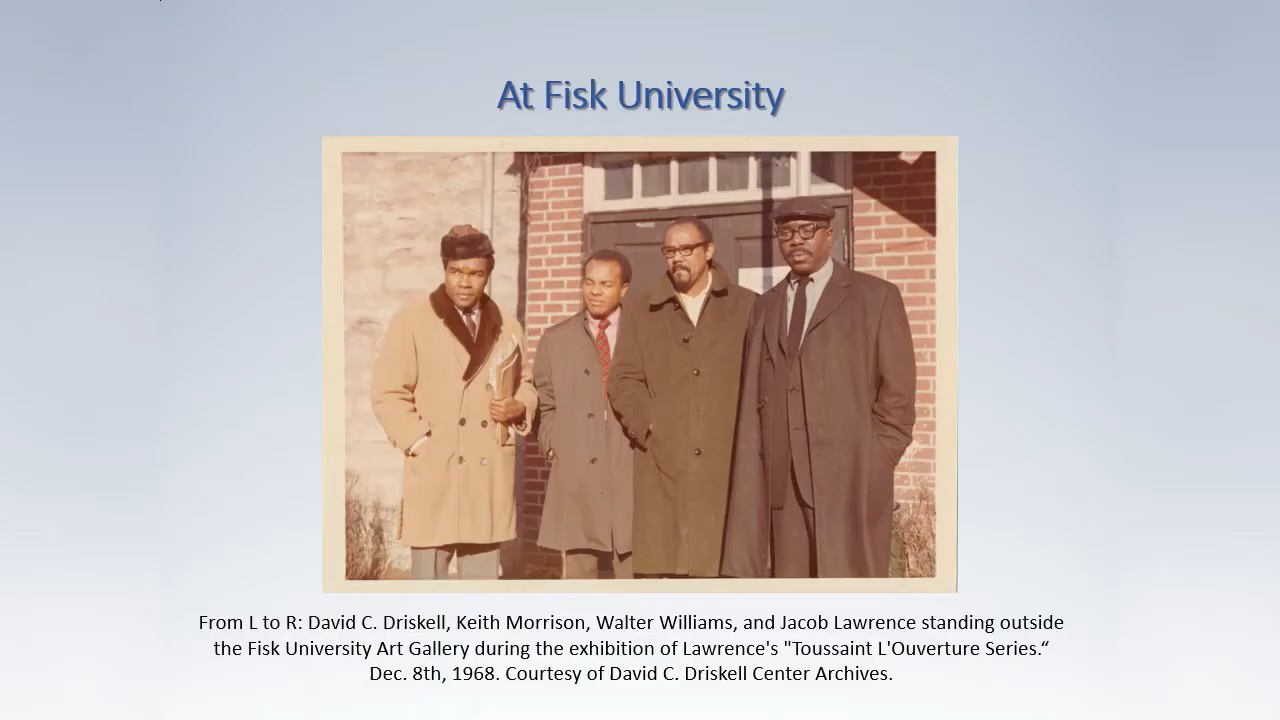 At Fisk University
From L to R: David C. Driskell, Keith Morrison, Walter Williams, and Jacob Lawrence standing outside
the Fisk University Art Gallery during the exhibition of Lawrence's "Toussaint L'Ouverture Series.“
Dec. 8th, 1968. Courtesy of David C. Driskell Center Archives.